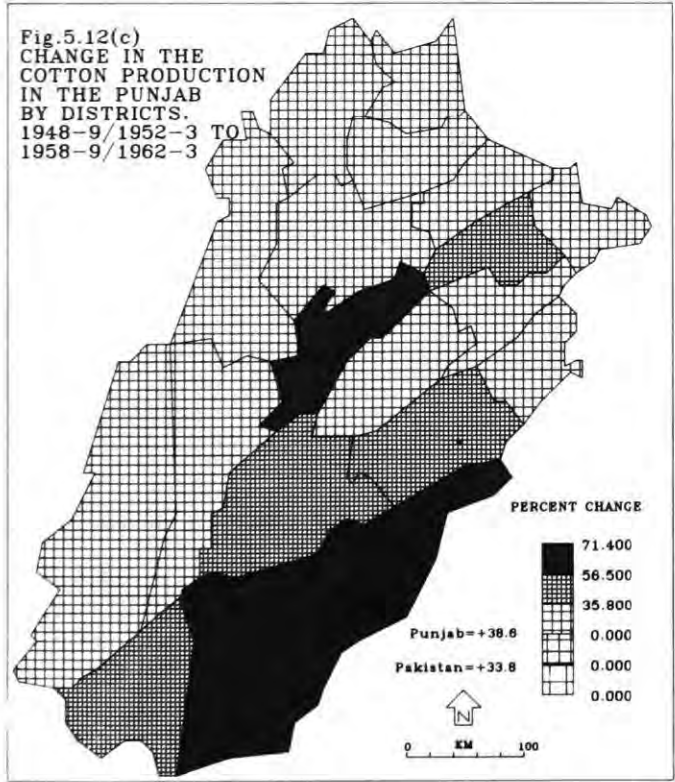 Fig.5.12(c)
CHANGE IN THE
COTTON PRODUCTION
IN THE PUNJAB
BY DISTRICTS.
1948-9/1952-3 TO
1958-9/1962-3
PERCENT CHANGE
71.400
56.500
35.800
0.000
0.000
0.000
Punjab=+38.6
Pakistan=+33.8
N
KM
0 100